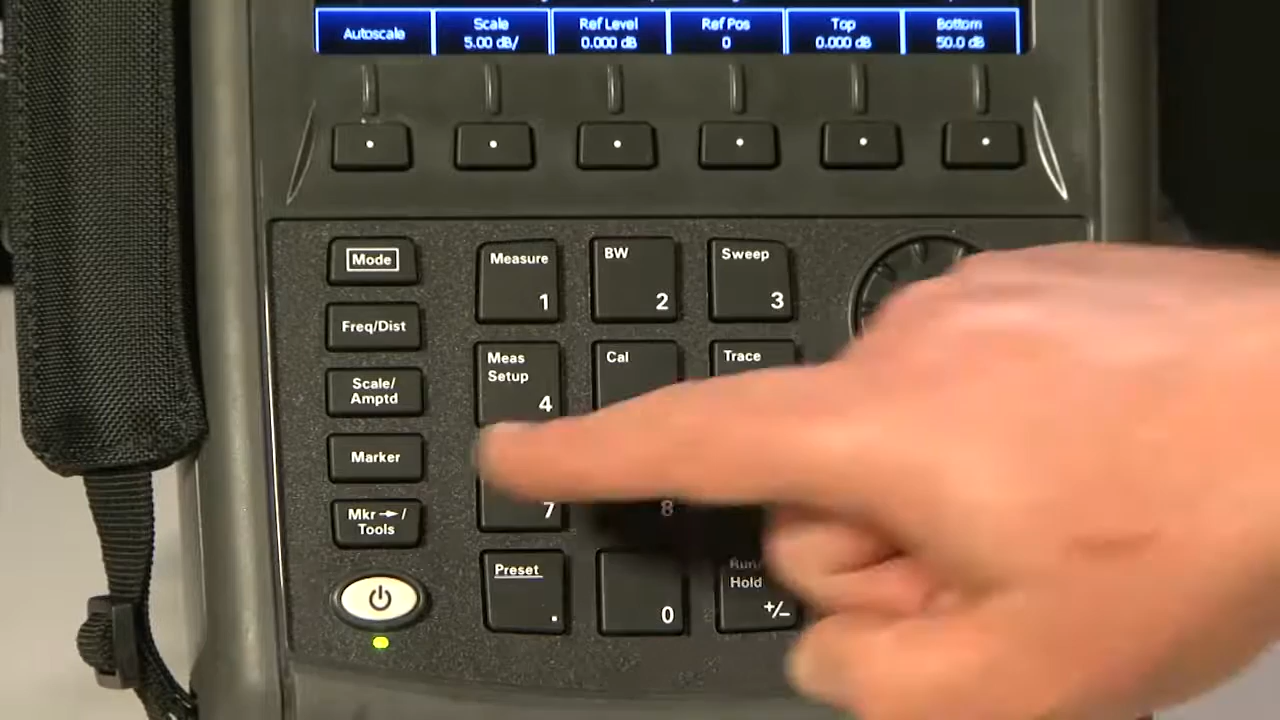 Autoscale
Scale
5.00 dB/
Ref Level
0.000 dB
Ref Pos
0
Top
0.000 dB
Bottom
50.0 dB
Mode
Measure
1
BW
2
Sweep
3
Freq/Dist
Meas
Setup
4
Cal
Trace
Scale/
Amptd
Marker
7
8
Mkr → /
Tools
Preset
.
0
Run/
Hold
+/−